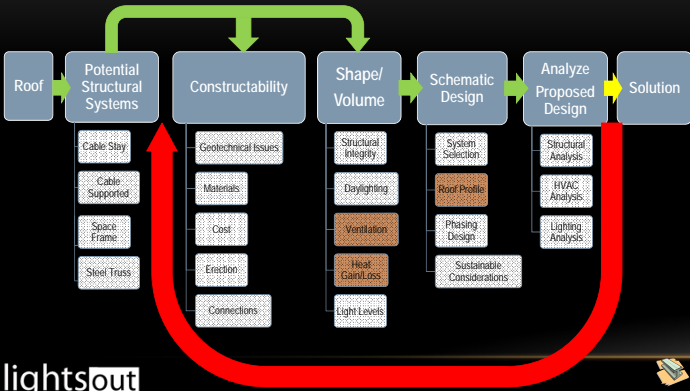 Roof
Potential
Structural
Systems
Cable Stay
Cable
Supported
Space
Frame
Steel Truss
Constructability
Geotechnical Issues
Materials
Cost
Erection
Connections
Shape/
Volume
Structural
Integrity
Daylighting
Ventilation
Heat
Gain/Loss
Light Levels
Schematic
Design
System
Selection
Roof Profile
Phasing
Design
Sustainable
Considerations
Analyze
Proposed
Design
Structural
Analysis
HVAC
Analysis
Lighting
Analysis
Solution
lightsout